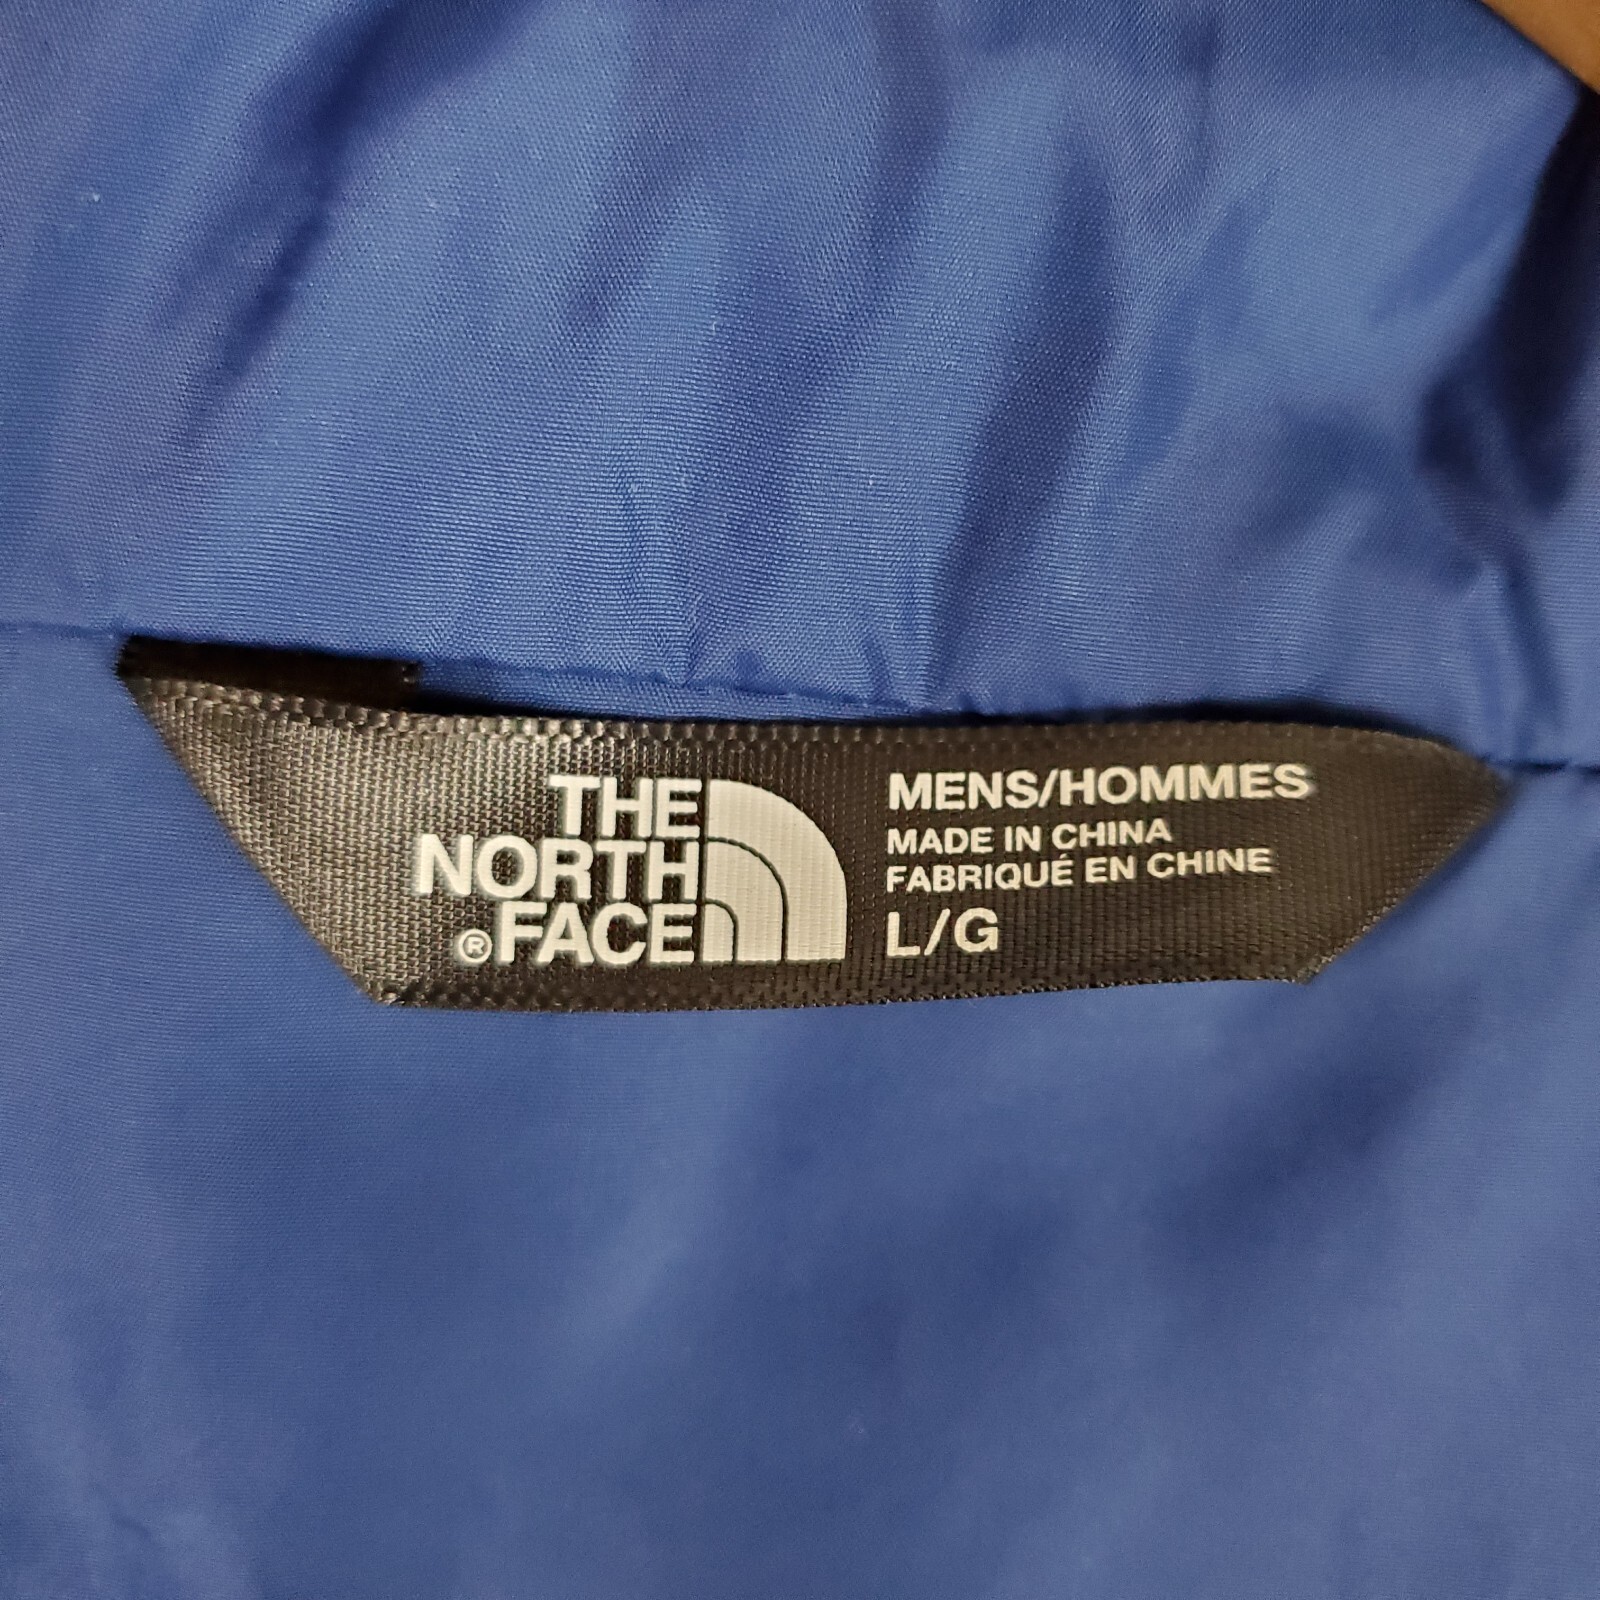 THE
NORTH
®FACE
MENS/HOMMES
MADE IN CHINA
FABRIQUÉ EN CHINE
L/G